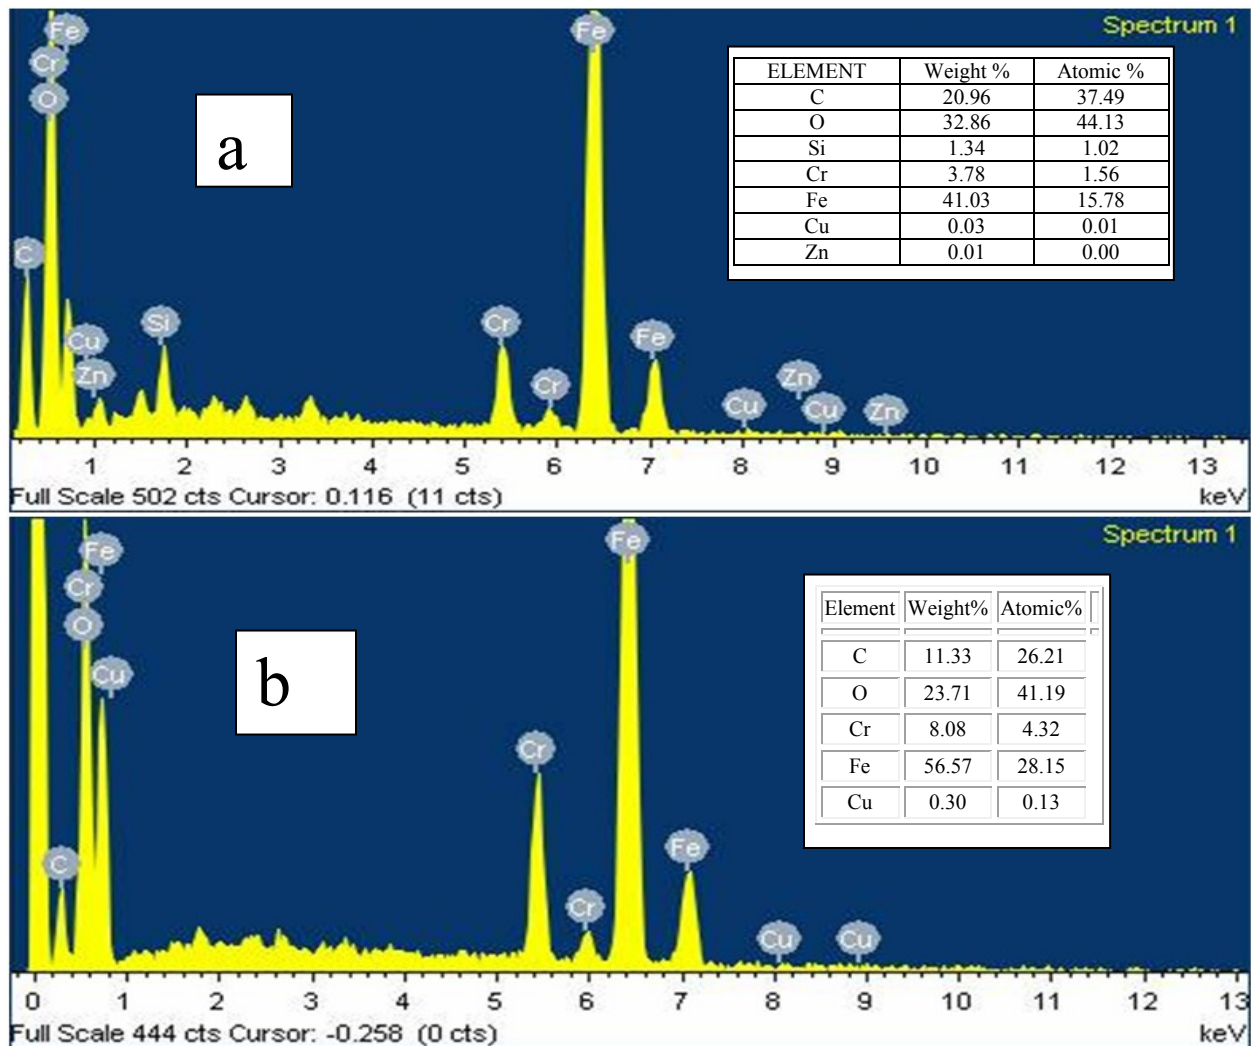 Spectrum 1
Fe
Cr
O
C
Cu
Zn
Si
Cr
Cr
Fe
Fe
Cu
Zn
Cu
Zn
a
ELEMENT Weight % Atomic %
C 20.96 37.49
O 32.86 44.13
Si 1.34 1.02
Cr 3.78 1.56
Fe 41.03 15.78
Cu 0.03 0.01
Zn 0.01 0.00
1 2 3 4 5 6 7 8 9 10 11 12 13
Full Scale 502 cts Cursor: 0.116 (11 cts) keV
Spectrum 1
Fe
Cr
O
Cu
C
Cr
Cr
Fe
Fe
Cu
Cu
b
Element Weight% Atomic%
C 11.33 26.21
O 23.71 41.19
Cr 8.08 4.32
Fe 56.57 28.15
Cu 0.30 0.13
0 1 2 3 4 5 6 7 8 9 10 11 12 13
Full Scale 444 cts Cursor: -0.258 (0 cts) keV